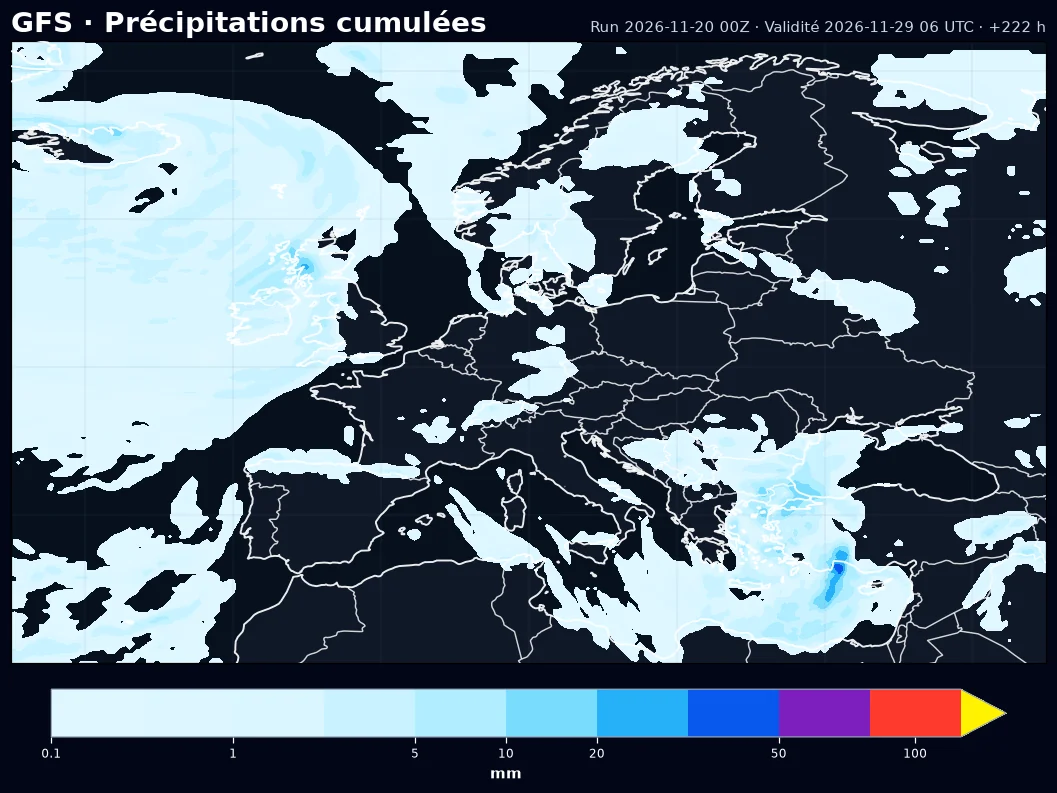 GFS · Précipitations cumulées
Run 2026-11-20 00Z · Validité 2026-11-29 06 UTC · +222 h
0.1 1 5 10 20 50 100
mm